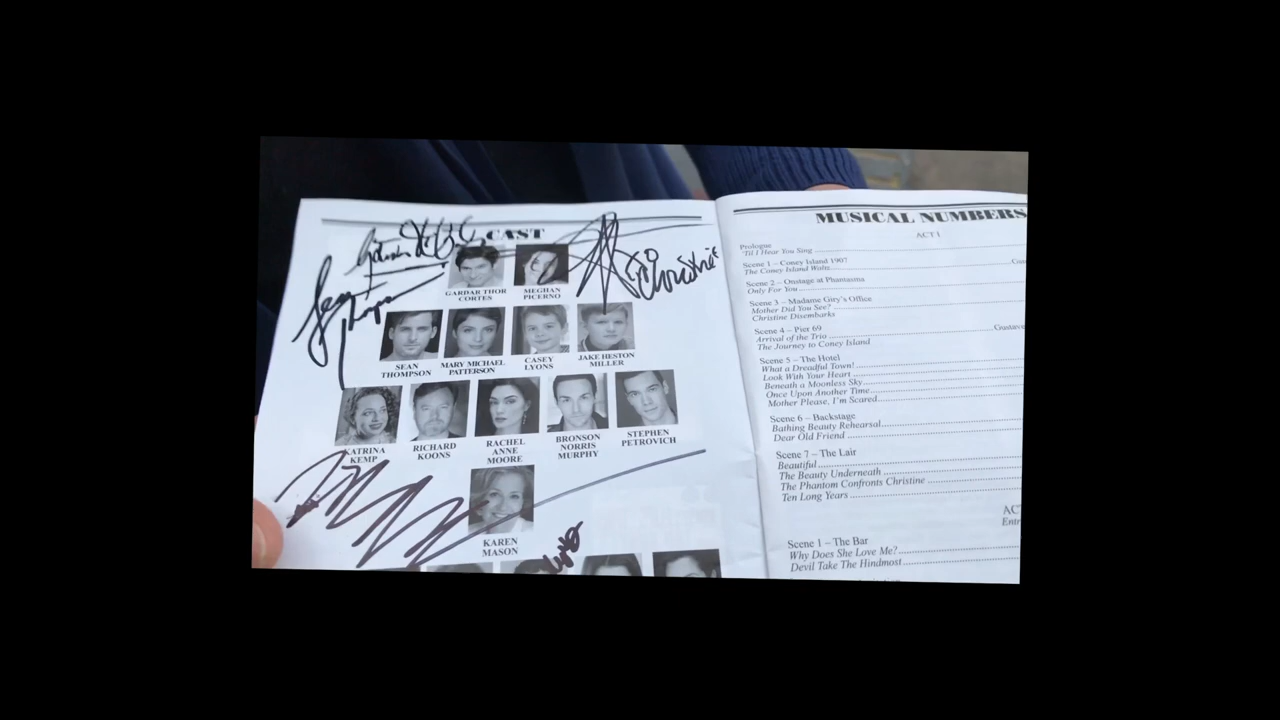 CAST
GARDAR THOR
CORTES
MEGHAN
PICERNO
SEAN
THOMPSON
MARY MICHAEL
PATTERSON
CASEY
LYONS
JAKE HESTON
MILLER
KATRINA
KEMP
RICHARD
KOONS
RACHEL
ANNE
MOORE
BRONSON
NORRIS
MURPHY
STEPHEN
PETROVICH
KAREN
MASON
Christine
MUSICAL NUMBERS
ACT I
Prologue
'Til I Hear You Sing
Scene 1 – Coney Island 1907
The Coney Island Waltz
Scene 2 – Onstage at Phantasma
Only For You
Scene 3 – Madame Giry's Office
Mother Did You See?
Christine Disembarks
Scene 4 – Pier 69
Arrival of the Trio
The Journey to Coney Island
Scene 5 – The Hotel
What a Dreadful Town!
Look With Your Heart
Beneath a Moonless Sky
Once Upon Another Time
Mother Please, I'm Scared
Scene 6 – Backstage
Bathing Beauty Rehearsal
Dear Old Friend
Scene 7 – The Lair
Beautiful
The Beauty Underneath
The Phantom Confronts Christine
Ten Long Years
AC
Entr
Scene 1 – The Bar
Why Does She Love Me?
Devil Take The Hindmost